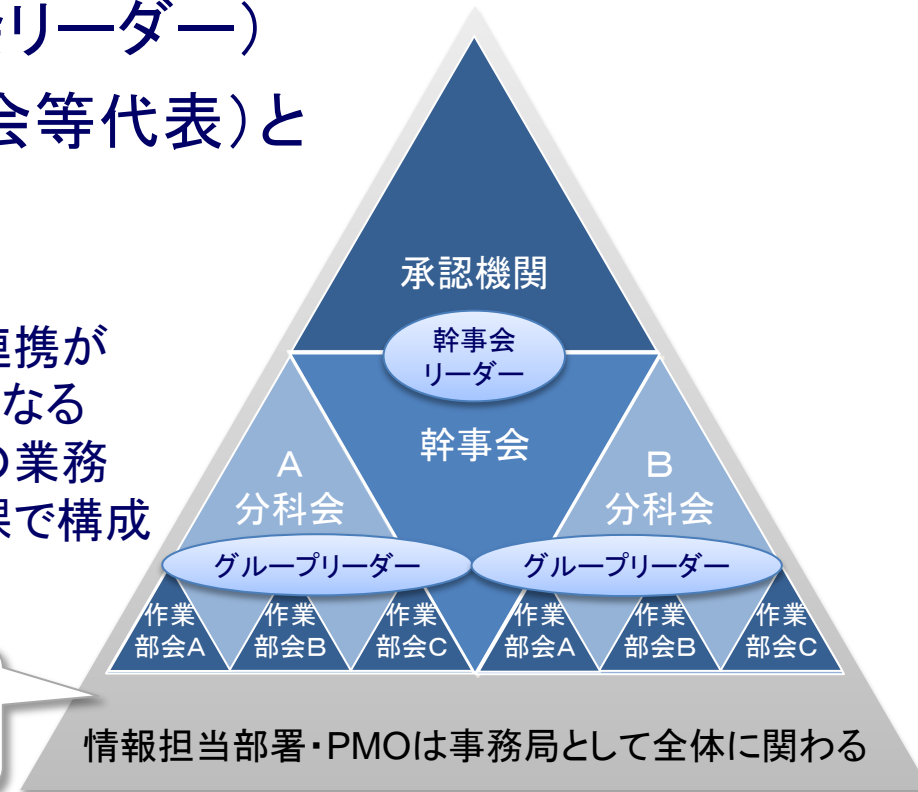 リーダー)
会等代表)と
連携が
なる
の業務
課で構成
承認機関
幹事会
リーダー
幹事会
A
分科会
B
分科会
グループリーダー
グループリーダー
作業
部会A
作業
部会B
作業
部会C
作業
部会A
作業
部会B
作業
部会C
情報担当部署・PMOは事務局として全体に関わる